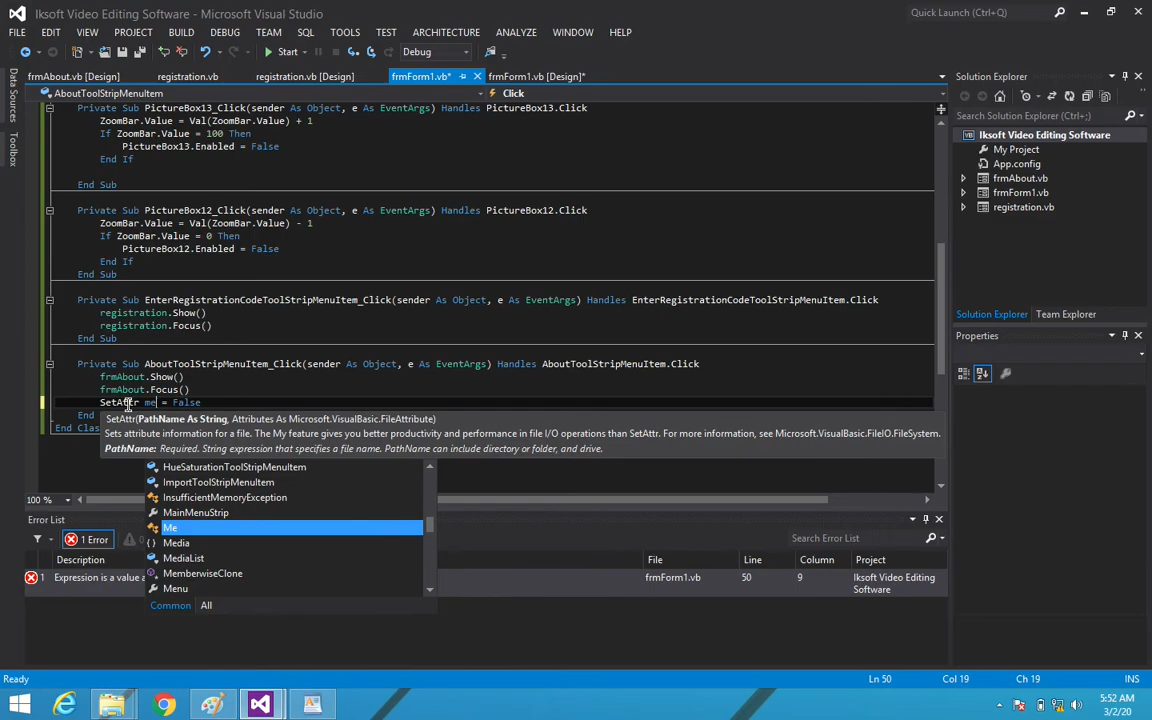 Iksoft Video Editing Software - Microsoft Visual Studio
Quick Launch (Ctrl+Q)
FILE EDIT VIEW PROJECT BUILD DEBUG TEAM SQL TOOLS TEST ARCHITECTURE ANALYZE WINDOW HELP
Start Debug
frmAbout.vb [Design] registration.vb registration.vb [Design] frmForm1.vb* frmForm1.vb [Design]*
AboutToolStripMenuItem Click
Data Sources
Toolbox
Private Sub PictureBox13_Click(sender As Object, e As EventArgs) Handles PictureBox13.Click
ZoomBar.Value = Val(ZoomBar.Value) + 1
If ZoomBar.Value = 100 Then
PictureBox13.Enabled = False
End If
End Sub
Private Sub PictureBox12_Click(sender As Object, e As EventArgs) Handles PictureBox12.Click
ZoomBar.Value = Val(ZoomBar.Value) - 1
If ZoomBar.Value = 0 Then
PictureBox12.Enabled = False
End If
End Sub
Private Sub EnterRegistrationCodeToolStripMenuItem_Click(sender As Object, e As EventArgs) Handles EnterRegistrationCodeToolStripMenuItem.Click
registration.Show()
registration.Focus()
End Sub
Private Sub AboutToolStripMenuItem_Click(sender As Object, e As EventArgs) Handles AboutToolStripMenuItem.Click
frmAbout.Show()
frmAbout.Focus()
SetAttr me = False
End
End Clas
SetAttr(PathName As String, Attributes As Microsoft.VisualBasic.FileAttribute)
Sets attribute information for a file. The My feature gives you better productivity and performance in file I/O operations than SetAttr. For more information, see Microsoft.VisualBasic.FileIO.FileSystem.
PathName: Required. String expression that specifies a file name. PathName can include directory or folder, and drive.
HueSaturationToolStripMenuItem
ImportToolStripMenuItem
InsufficientMemoryException
MainMenuStrip
Me
Media
MediaList
MemberwiseClone
Menu
Common All
100 %
Error List
1 Error
0
Search Error List
Description File Line Column Project
1 Expression is a value a frmForm1.vb 50 9 Iksoft Video Editing
Software
Solution Explorer
Search Solution Explorer
Iksoft Video Editing Software
My Project
App.config
frmAbout.vb
frmForm1.vb
registration.vb
Solution Explorer Team Explorer
Properties
Ready Ln 50 Col 19 Ch 19 INS
5:52 AM
3/2/20